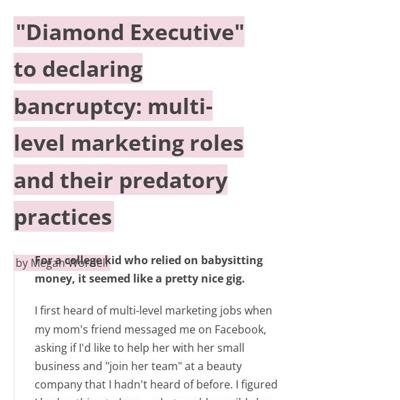 "Diamond Executive"
to declaring
bancruptcy: multi-
level marketing roles
and their predatory
practices
by Megan
For a college kid who relied on babysitting
money, it seemed like a pretty nice gig.
I first heard of multi-level marketing jobs when
my mom's friend messaged me on Facebook,
asking if I'd like to help her with her small
business and "join her team" at a beauty
company that I hadn't heard of before. I figured